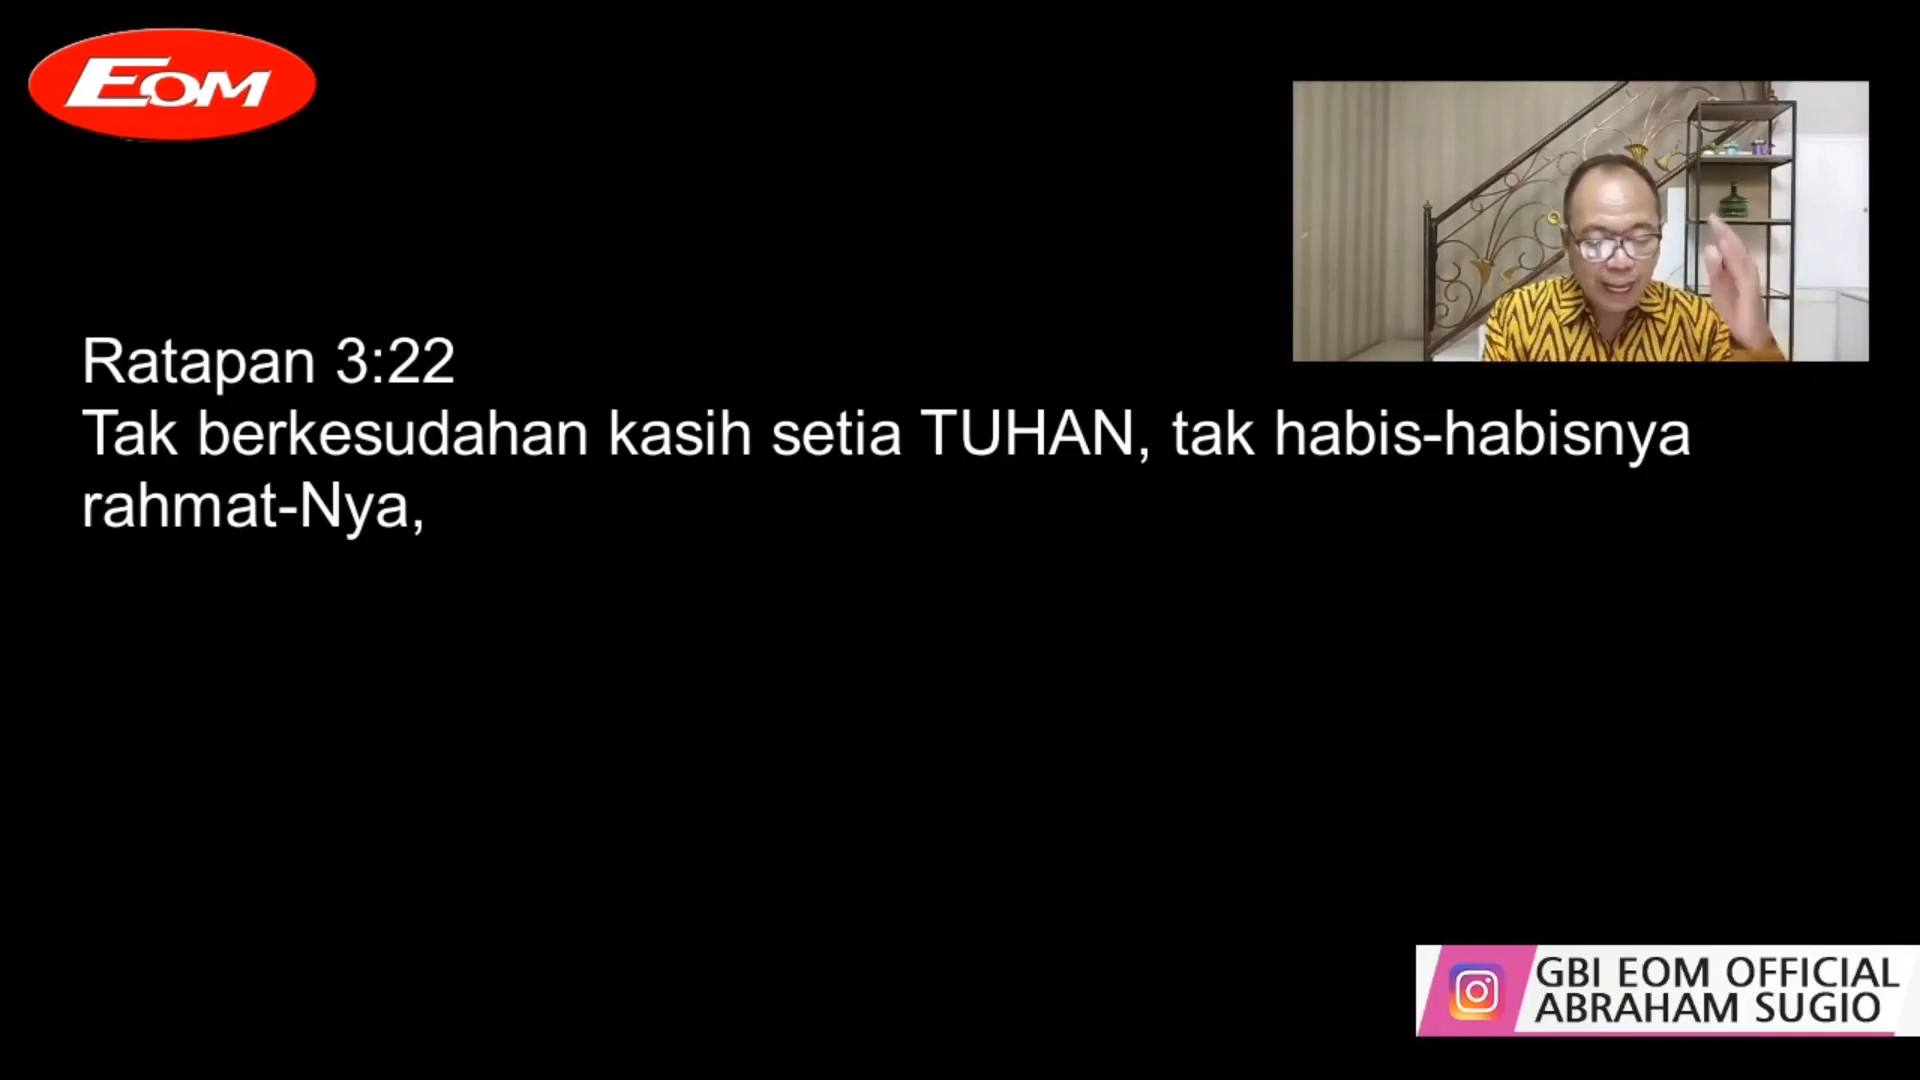 EOM
Ratapan 3:22
Tak berkesudahan kasih setia TUHAN, tak habis-habisnya
rahmat-Nya,
GBI EOM OFFICIAL
ABRAHAM SUGIO